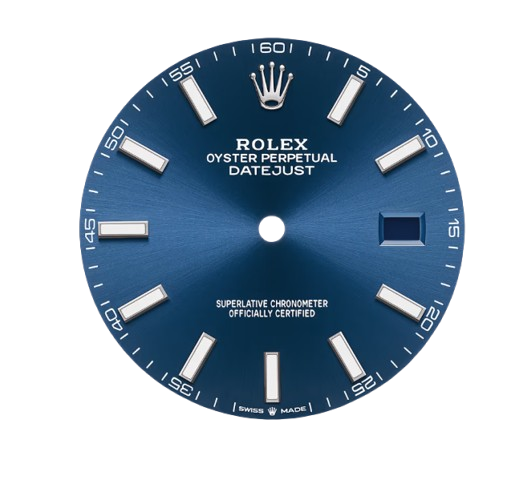 60
5
10
15
20
25
35
40
45
50
55
ROLEX
OYSTER PERPETUAL
DATEJUST
SUPERLATIVE CHRONOMETER
OFFICIALLY CERTIFIED
SWISS MADE